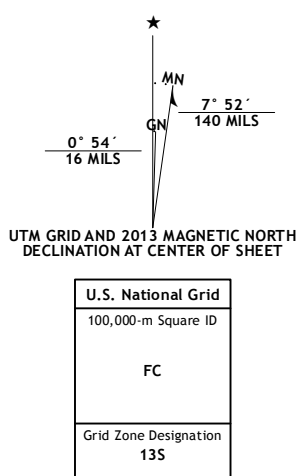 ★
MN
7° 52´
140 MILS
GN
0° 54´
16 MILS
UTM GRID AND 2013 MAGNETIC NORTH
DECLINATION AT CENTER OF SHEET
U.S. National Grid
100,000-m Square ID
FC
Grid Zone Designation
13S